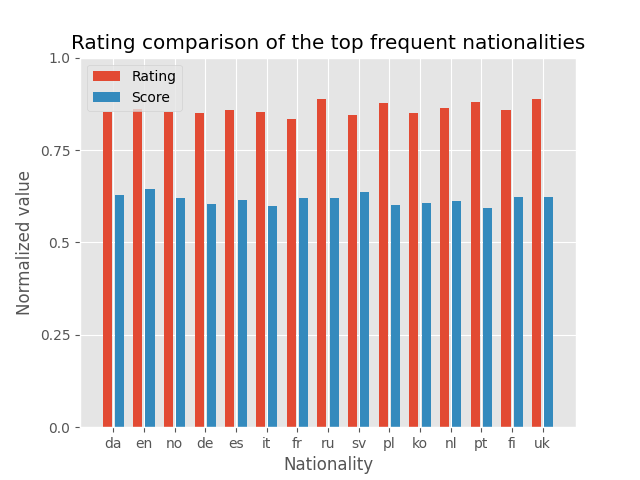 Rating comparison of the top frequent nationalities
1.0
Rating
Score
0.75
0.5
0.25
0.0
Normalized value
da en no de es it fr ru sv pl ko nl pt fi uk
Nationality